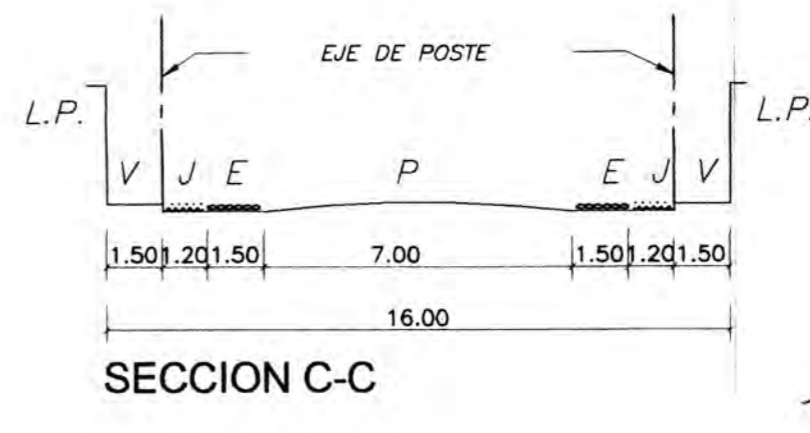 EJE DE POSTE
L.P. L.P.
V J E P E J V
1.50 1.20 1.50 7.00 1.50 1.20 1.50
16.00
SECCION C-C